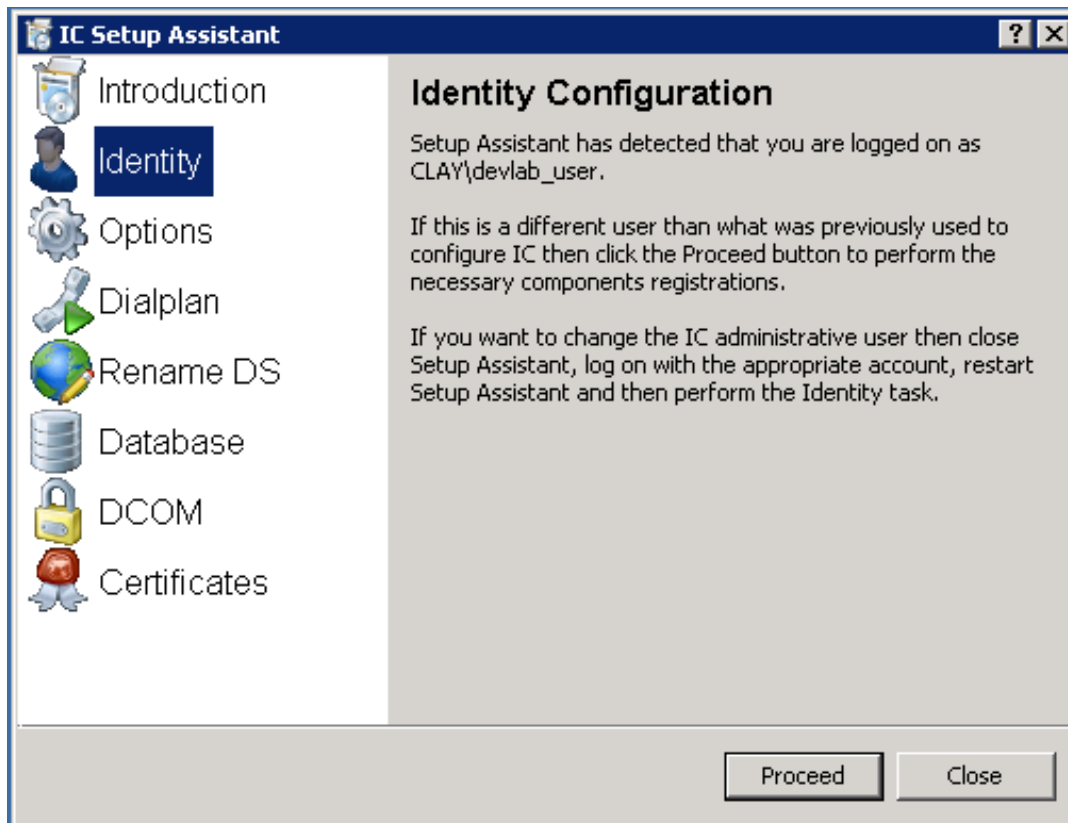 IC Setup Assistant
Introduction
Identity
Options
Dialplan
Rename DS
Database
DCOM
Certificates
Identity Configuration
Setup Assistant has detected that you are logged on as
CLAY\devlab_user.
If this is a different user than what was previously used to
configure IC then click the Proceed button to perform the
necessary components registrations.
If you want to change the IC administrative user then close
Setup Assistant, log on with the appropriate account, restart
Setup Assistant and then perform the Identity task.
Proceed
Close